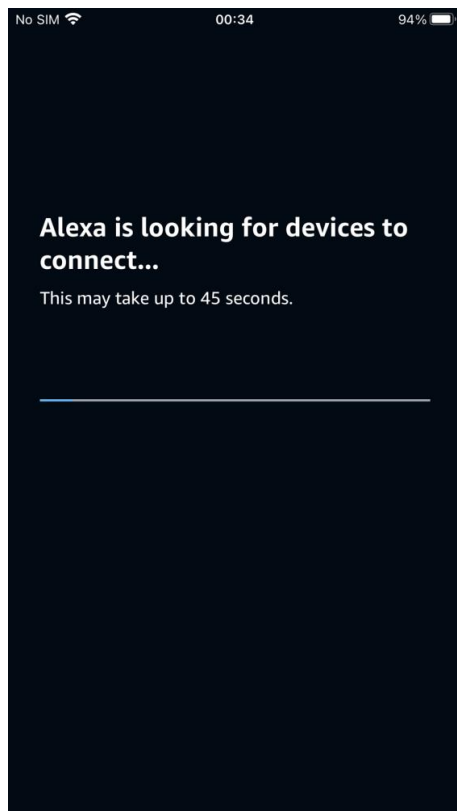 No SIM 00:34 94%
Alexa is looking for devices to
connect...
This may take up to 45 seconds.